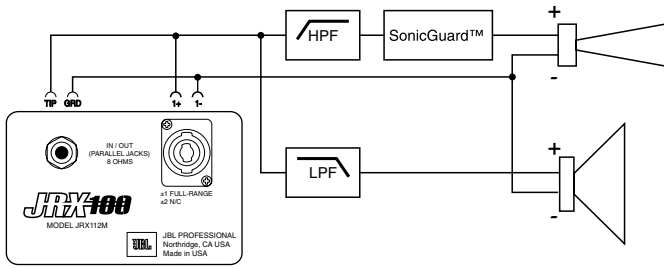 +
HPF
SonicGuard™
-
TIP GRD 1+ 1-
IN / OUT
(PARALLEL JACKS)
8 OHMS
+
LPF
-
±1 FULL-RANGE
±2 N/C
JRX100
MODEL JRX112M
JBL
JBL PROFESSIONAL
Northridge, CA USA
Made in USA